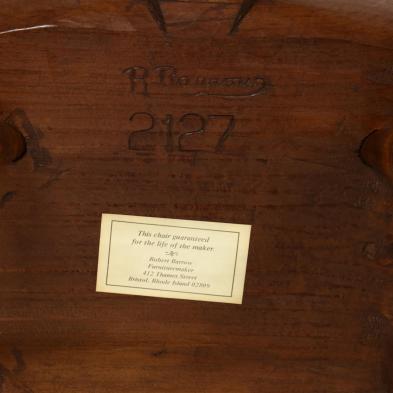 R Barrow
2127
This chair guaranteed
for the life of the maker.
Robert Barrow
Furnituremaker
412 Thames Street
Bristol, Rhode Island 02809